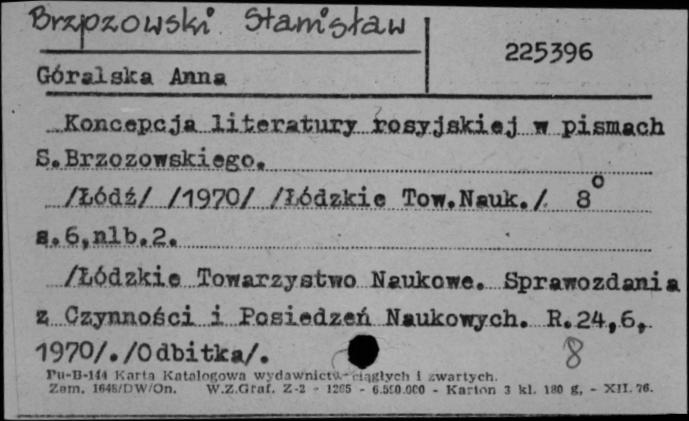 Brzozowski Stanisław
225396
Góralska Anna
Koncepcja literatury rosyjskiej w pismach
S.Brzozowskiego.
/Łódź/ /1970/ /Łódzkie Tow.Nauk./ 8°
s.6,nlb.2.
/Łódzkie Towarzystwo Naukowe. Sprawozdania
z Czynności i Posiedzeń Naukowych. R.24,6,
1970/./Odbitka/.
8
Pu-B-144 Karta Katalogowa wydawnictw ciągłych i zwartych.
Zam. 1648/DW/On. W.Z.Graf. Z-2 - 1265 - 6.500.000 - Karton 3 kl. 180 g, - XII. 76.